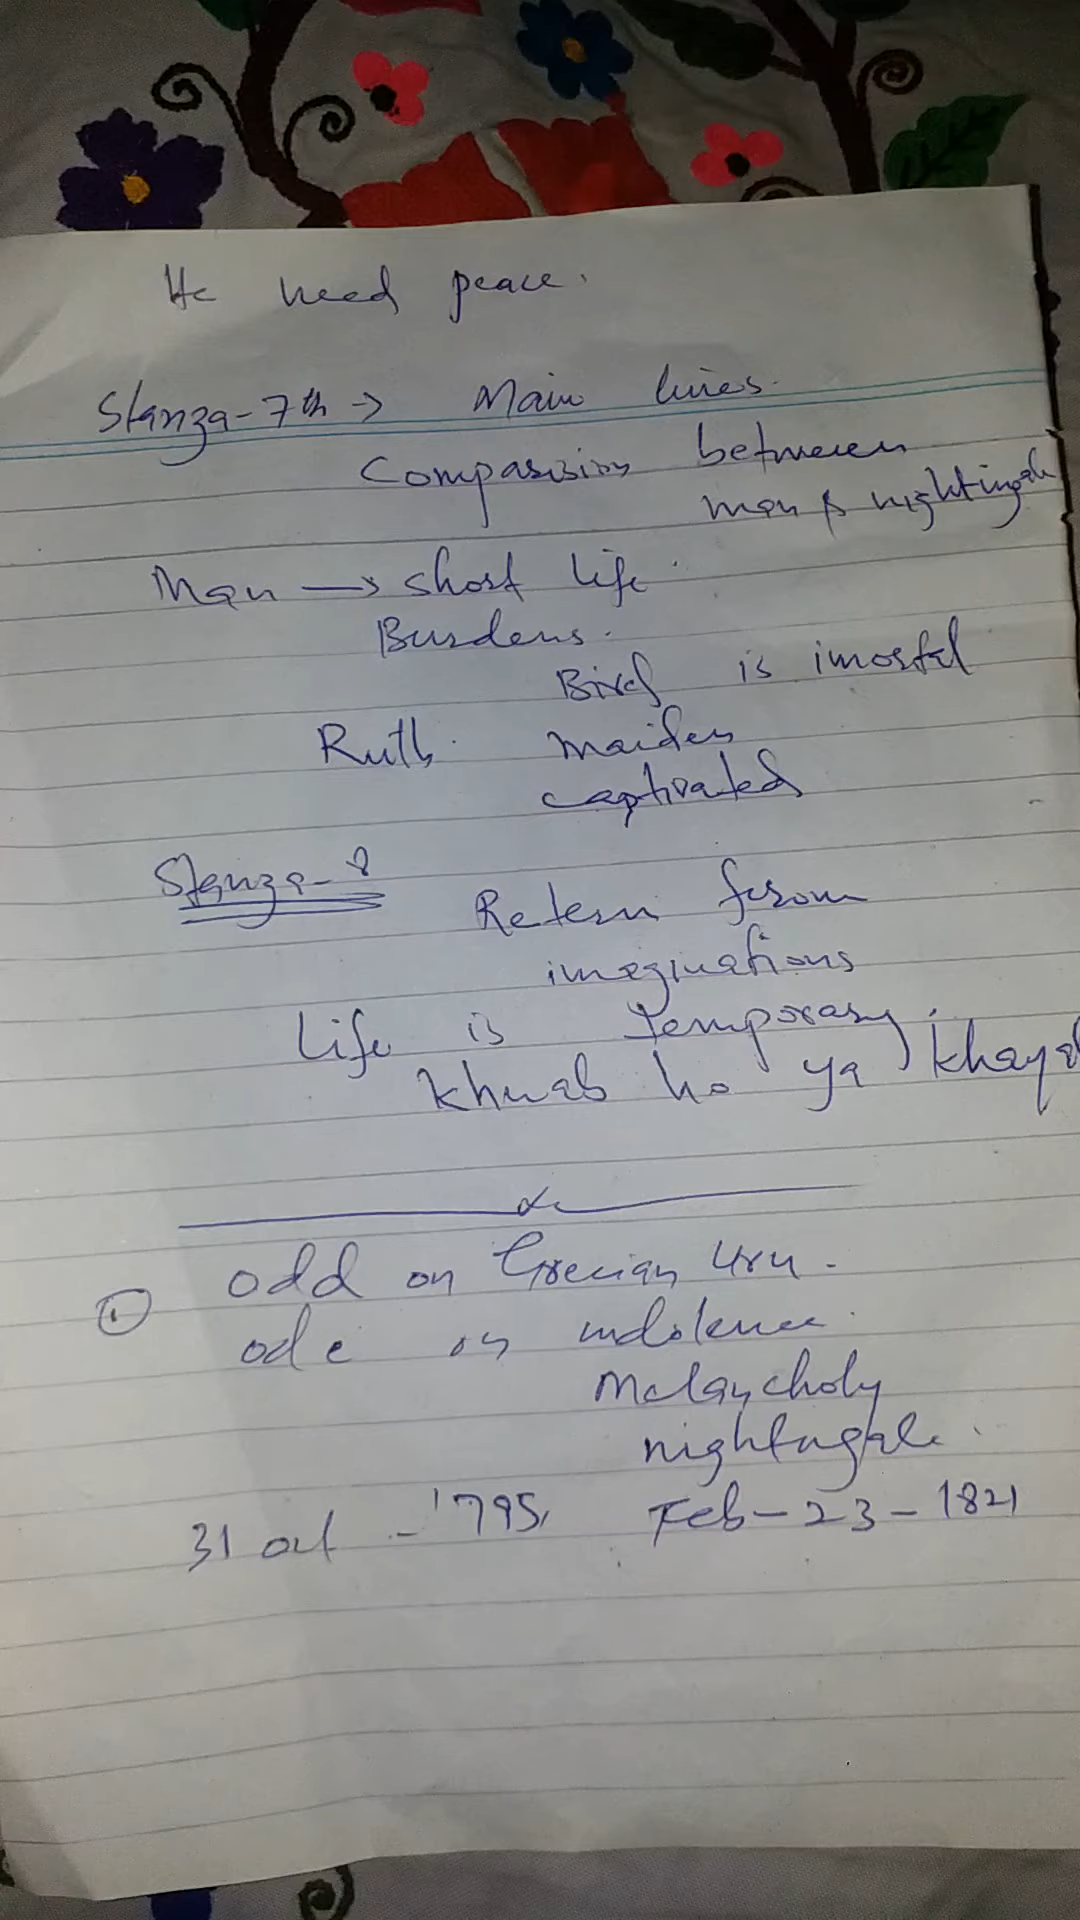 He need peace.
Stanza-7th → Main lines.
Comparision between
man & nightingale
Man → short life.
Burdens.
Bird is imortal
Ruth. maiden
captivated
Stanza-8
Retern from
imaginations
Life is temporary.
Khwab ho ya khayal
① odd on Grecian Urn.
ode on indolence.
Melancholy
nightngale.
31 oct - 1795, Feb-23-1821